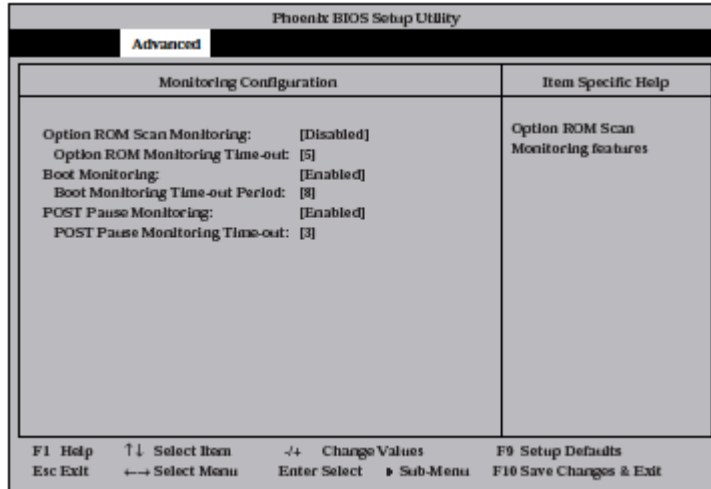 Phoenix BIOS Setup Utility
Advanced
Monitoring Configuration
Item Specific Help
Option ROM Scan Monitoring: [Disabled]
Option ROM Monitoring Time-out: [5]
Boot Monitoring: [Enabled]
Boot Monitoring Time-out Period: [8]
POST Pause Monitoring: [Enabled]
POST Pause Monitoring Time-out: [3]
Option ROM Scan
Monitoring features
F1 Help ↑↓ Select Item -/+ Change Values F9 Setup Defaults
Esc Exit ←→ Select Menu Enter Select ▶ Sub-Menu F10 Save Changes & Exit